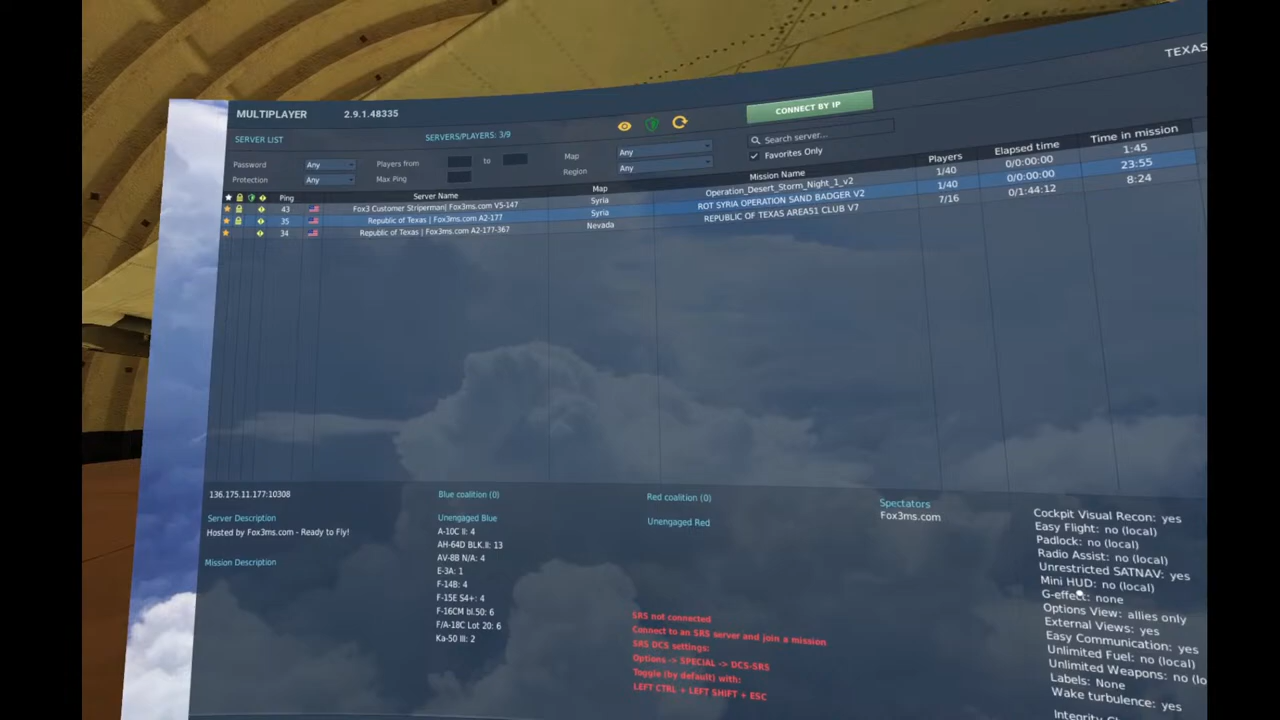 TEXAS
MULTIPLAYER 2.9.1.48335
CONNECT BY IP
SERVER LIST SERVERS/PLAYERS: 3/9
Search server...
Password Any Players from to Map Any
Favorites Only
Protection Any Max Ping Region Any
Ping Server Name Map Mission Name Players Elapsed time Time in mission
43 Fox3 Customer Striperman| Fox3ms.com VS-147 Syria Operation_Desert_Storm_Night_1_v2 1/40 0/0:00:00 1:45
35 Republic of Texas | Fox3ms.com A2-177 Syria ROT SYRIA OPERATION SAND BADGER V2 1/40 0/0:00:00 23:55
34 Republic of Texas | Fox3ms.com A2-177-367 Nevada REPUBLIC OF TEXAS AREA51 CLUB V7 7/16 0/1:44:12 8:24
136.175.11.177:10308
Server Description
Hosted by Fox3ms.com - Ready to Fly!
Mission Description
Blue coalition (0)
Unengaged Blue
A-10C II: 4
AH-64D BLK.II: 13
AV-8B N/A: 4
E-3A: 1
F-14B: 4
F-15E S4+: 4
F-16CM bl.50: 6
F/A-18C Lot 20: 6
Ka-50 III: 2
Red coalition (0)
Unengaged Red
SRS not connected
Connect to an SRS server and join a mission
SRS DCS settings:
Options -> SPECIAL -> DCS-SRS
Toggle (by default) with:
LEFT CTRL + LEFT SHIFT + ESC
Spectators
Fox3ms.com
Cockpit Visual Recon: yes
Easy Flight: no (local)
Padlock: no (local)
Radio Assist: no (local)
Unrestricted SATNAV: yes
Mini HUD: no (local)
G-effect: none
Options View: allies only
External Views: yes
Easy Communication: yes
Unlimited Fuel: no (local)
Unlimited Weapons: no (lo
Labels: None
Wake turbulence: yes
Integrity